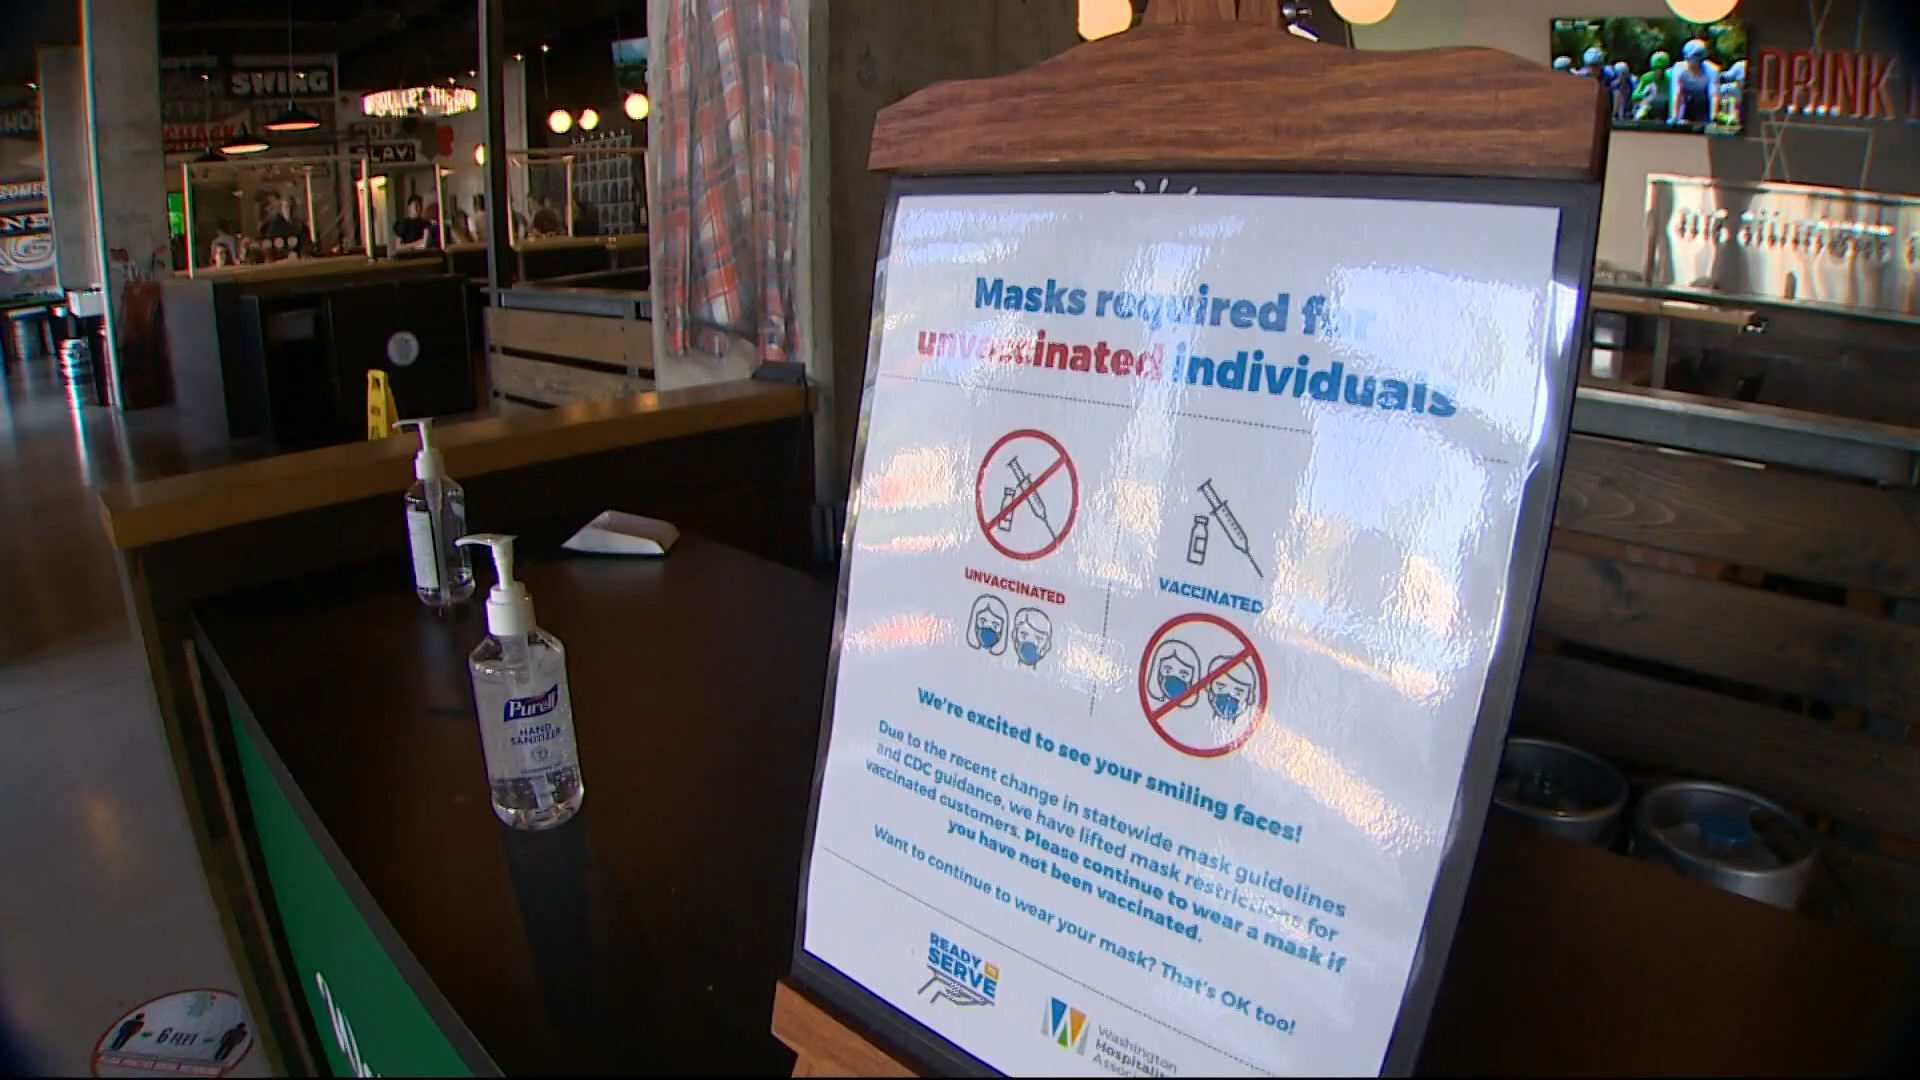 SWING
PLAY!
DRINK
Masks required for
unvaccinated individuals
UNVACCINATED
VACCINATED
We're excited to see your smiling faces!
Due to the recent change in statewide mask guidelines
and CDC guidance, we have lifted mask restrictions for
vaccinated customers. Please continue to wear a mask if
you have not been vaccinated.
Want to continue to wear your mask? That's OK too!
READY TO
SERVE
Washington
Hospitality
Purell
HAND
SANITIZER
6 FEET